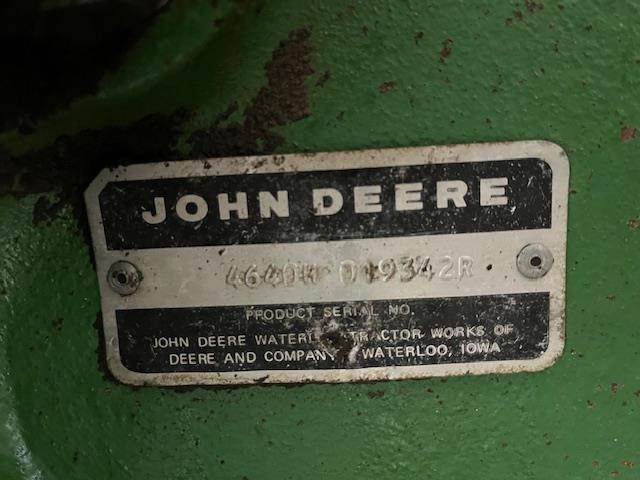 JOHN DEERE
4640H 019342R
PRODUCT SERIAL NO.
JOHN DEERE WATERLOO TRACTOR WORKS OF
DEERE AND COMPANY WATERLOO, IOWA